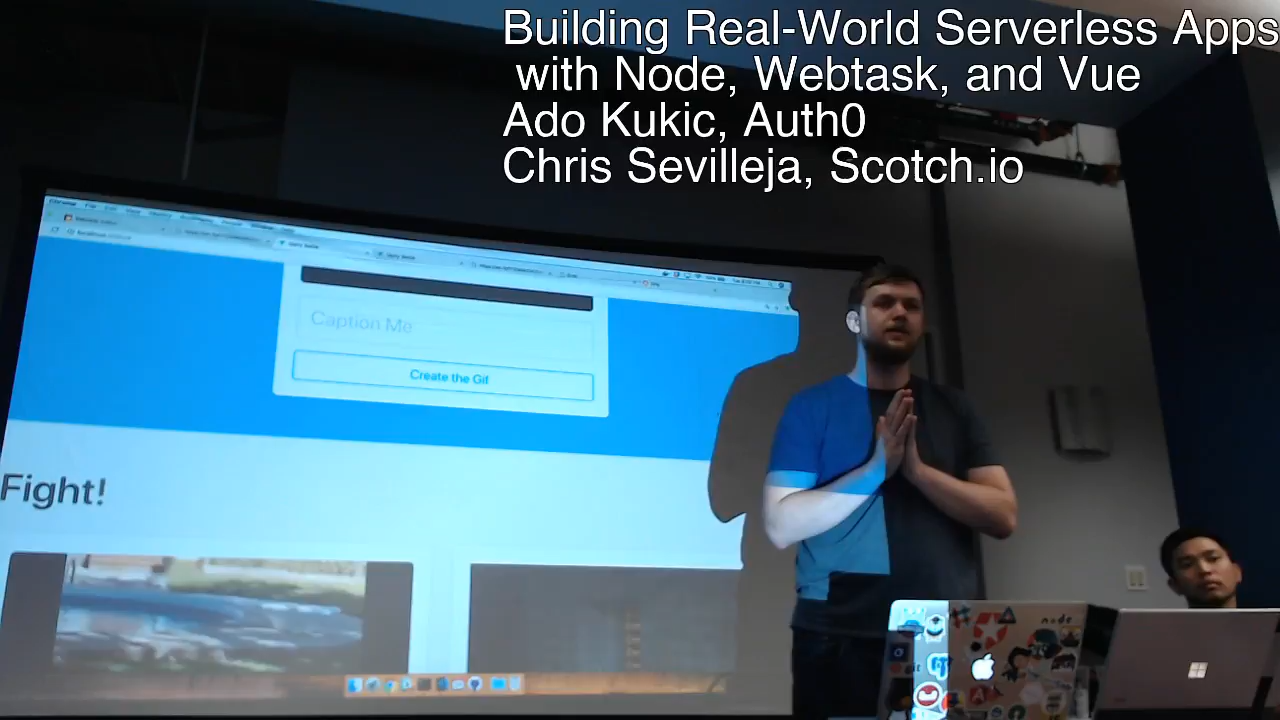 Building Real-World Serverless Apps
with Node, Webtask, and Vue
Ado Kukic, Auth0
Chris Sevilleja, Scotch.io
Caption Me
Create the Gif
Fight!
node